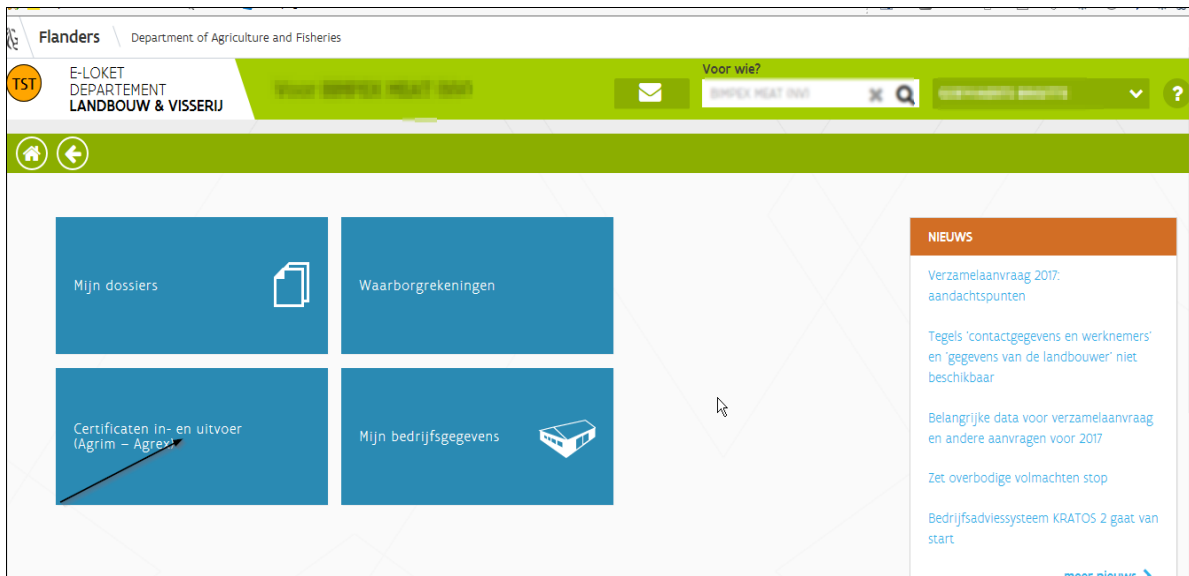 Flanders
Department of Agriculture and Fisheries
TST
E-LOKET
DEPARTEMENT
LANDBOUW & VISSERIJ
Voor wie?
?
Mijn dossiers
Waarborgrekeningen
Certificaten in- en uitvoer
(Agrim – Agrex)
Mijn bedrijfsgegevens
NIEUWS
Verzamelaanvraag 2017:
aandachtspunten
Tegels 'contactgegevens en werknemers'
en 'gegevens van de landbouwer' niet
beschikbaar
Belangrijke data voor verzamelaanvraag
en andere aanvragen voor 2017
Zet overbodige volmachten stop
Bedrijfsadviessysteem KRATOS 2 gaat van
start
meer nieuws